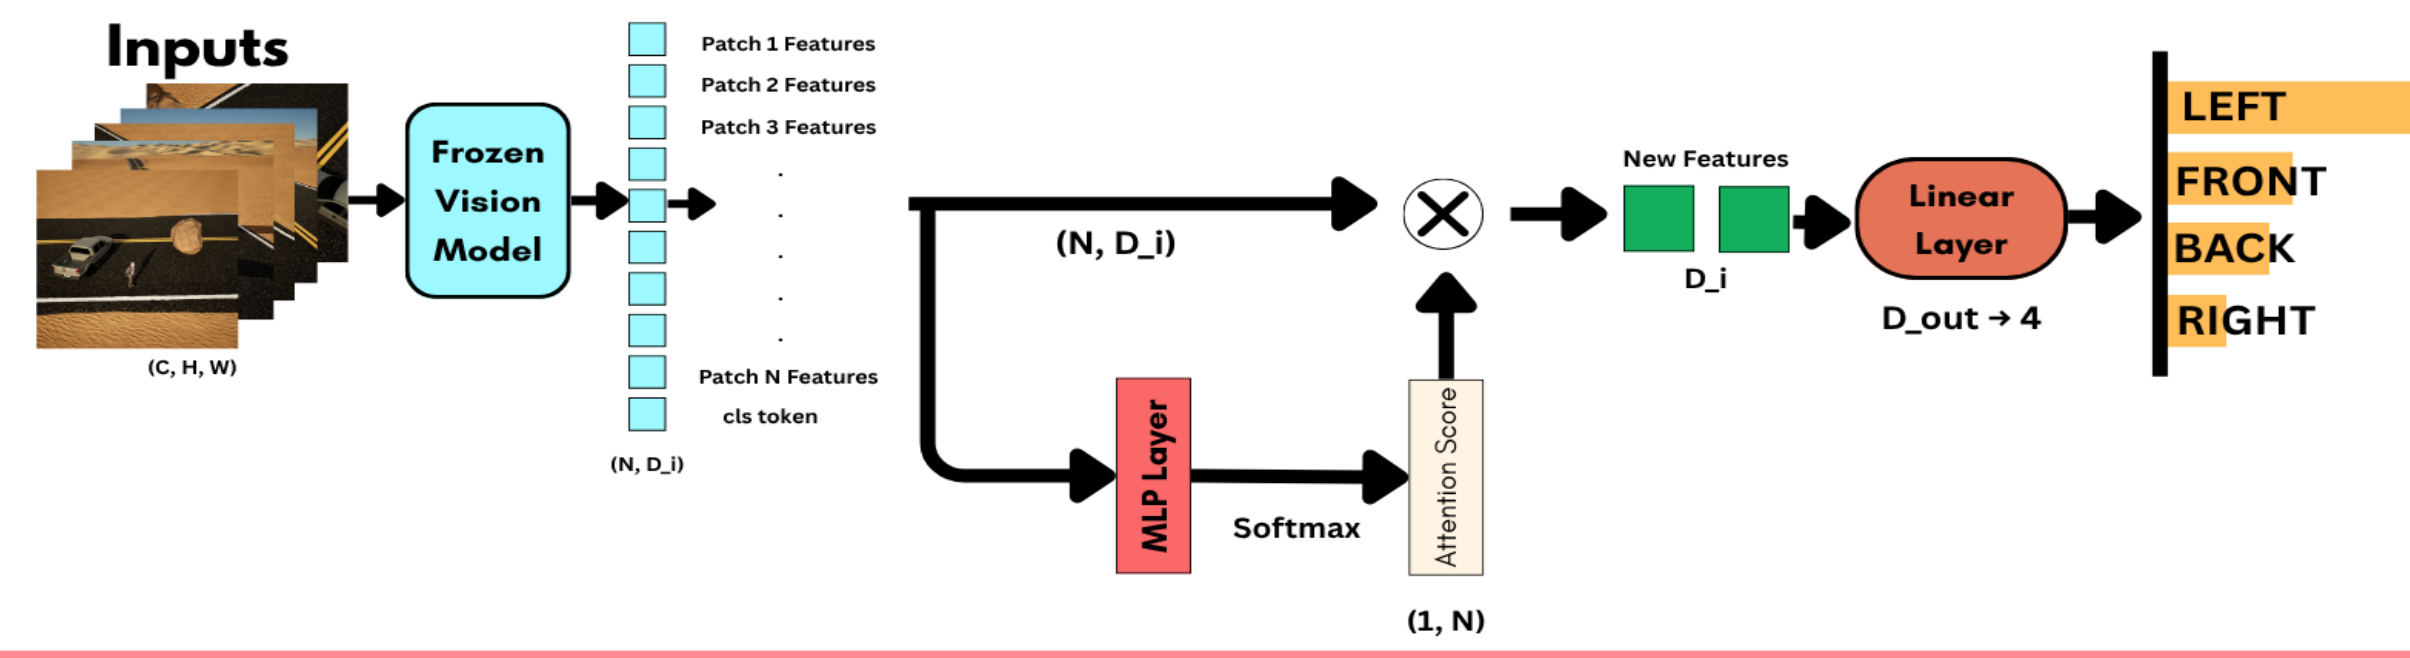 Inputs
(C, H, W)
Frozen
Vision
Model
Patch 1 Features
Patch 2 Features
Patch 3 Features
.
.
.
.
.
Patch N Features
cls token
(N, D_i)
(N, D_i)
MLP Layer
Softmax
Attention Score
(1, N)
New Features
D_i
Linear
Layer
D_out → 4
LEFT
FRONT
BACK
RIGHT